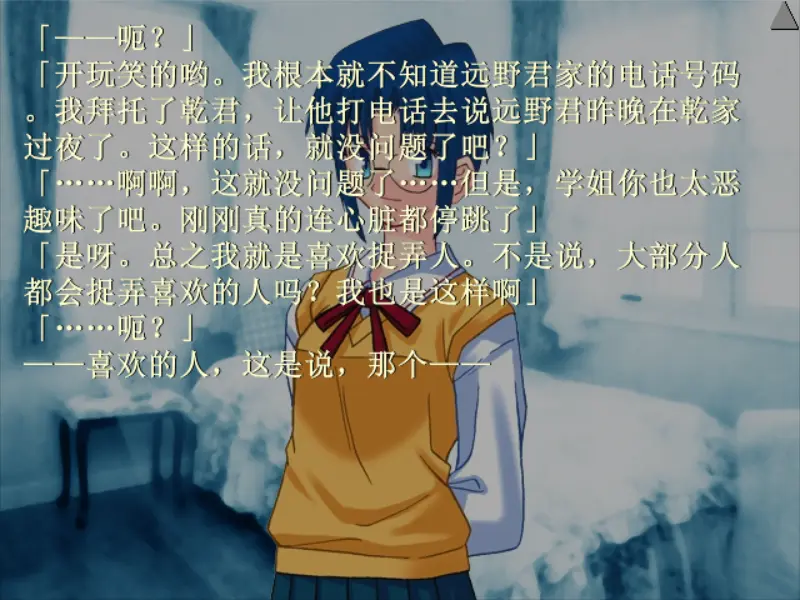 「——呃？」
「开玩笑的哟。我根本就不知道远野君家的电话号码
。我拜托了乾君，让他打电话去说远野君昨晚在乾家
过夜了。这样的话，就没问题了吧？」
「……啊啊，这就没问题了……但是，学姐你也太恶
趣味了吧。刚刚真的连心脏都停跳了」
「是呀。总之我就是喜欢捉弄人。不是说，大部分人
都会捉弄喜欢的人吗？我也是这样啊」
「……呃？」
——喜欢的人，这是说，那个——